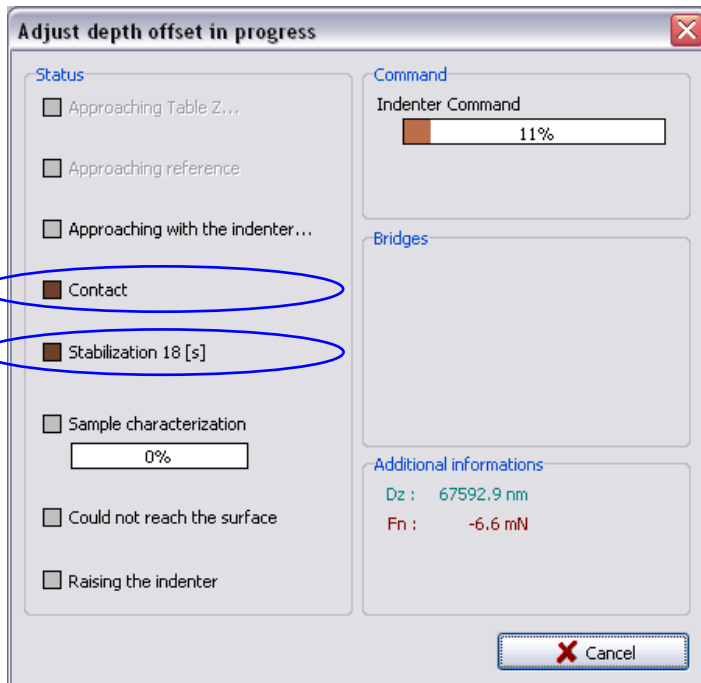 Adjust depth offset in progress
Status
Approaching Table Z...
Approaching reference
Approaching with the indenter...
Contact
Stabilization 18 [s]
Sample characterization
0%
Could not reach the surface
Raising the indenter
Command
Indenter Command
11%
Bridges
Additional informations
Dz : 67592.9 nm
Fn : -6.6 mN
Cancel